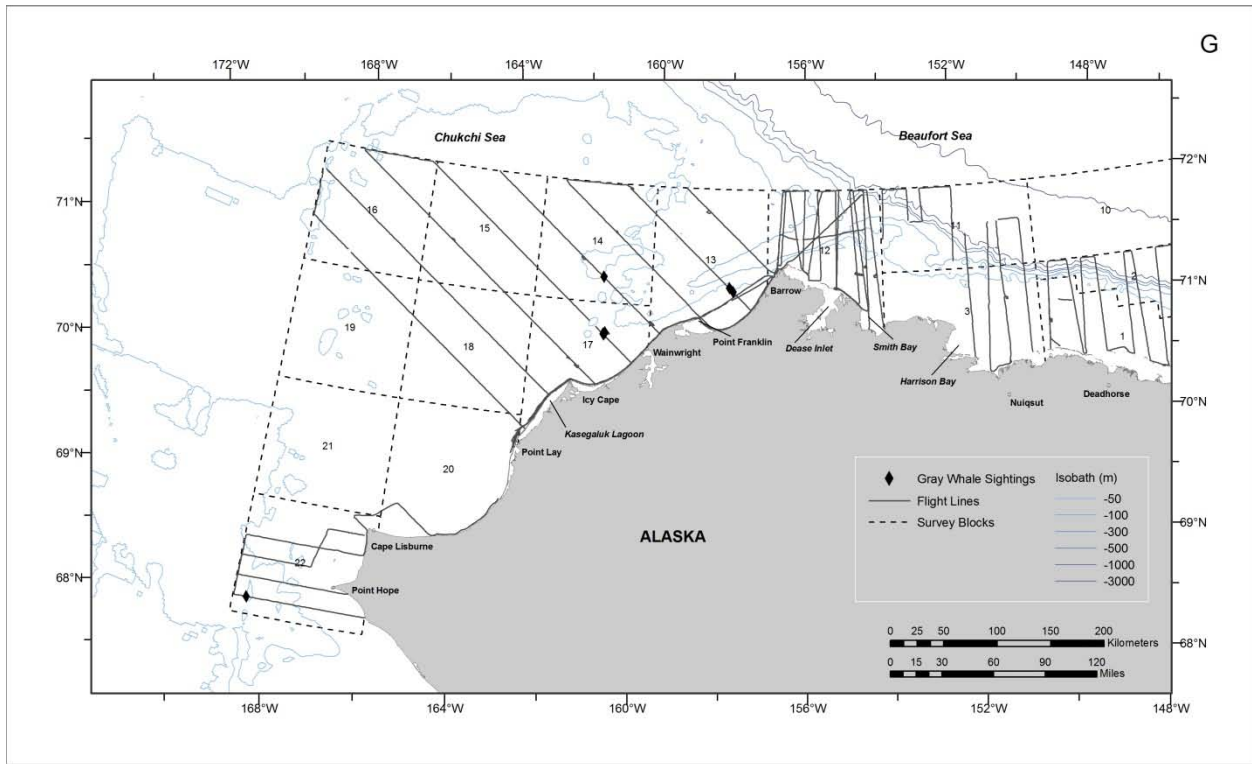 G
172°W 168°W 164°W 160°W 156°W 152°W 148°W
Chukchi Sea
Beaufort Sea
72°N
71°N
71°N
70°N
70°N
69°N
69°N
68°N
68°N
16
15
14
13
12
11
10
19
18
17
3
2
1
21
20
22
Barrow
Dease Inlet
Smith Bay
Point Franklin
Wainwright
Harrison Bay
Nuiqsut
Deadhorse
Icy Cape
Kasegaluk Lagoon
Point Lay
Cape Lisburne
Point Hope
ALASKA
Gray Whale Sightings
Flight Lines
Survey Blocks
Isobath (m)
-50
-100
-300
-500
-1000
-3000
0 25 50 100 150 200
Kilometers
0 15 30 60 90 120
Miles
168°W 164°W 160°W 156°W 152°W 148°W